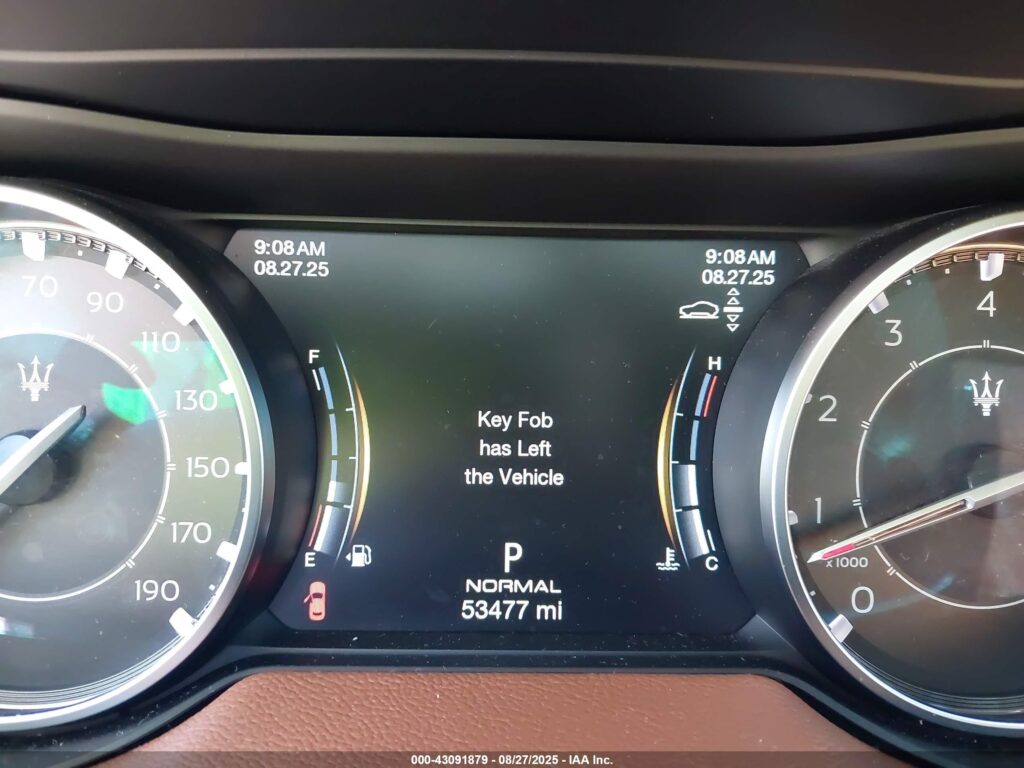 9:08 AM
08.27.25
9:08 AM
08.27.25
70
90
110
130
150
170
190
F
E
Key Fob
has Left
the Vehicle
P
NORMAL
53477 mi
H
C
4
3
2
1
x1000
0
000-43091879 - 08/27/2025 - IAA Inc.